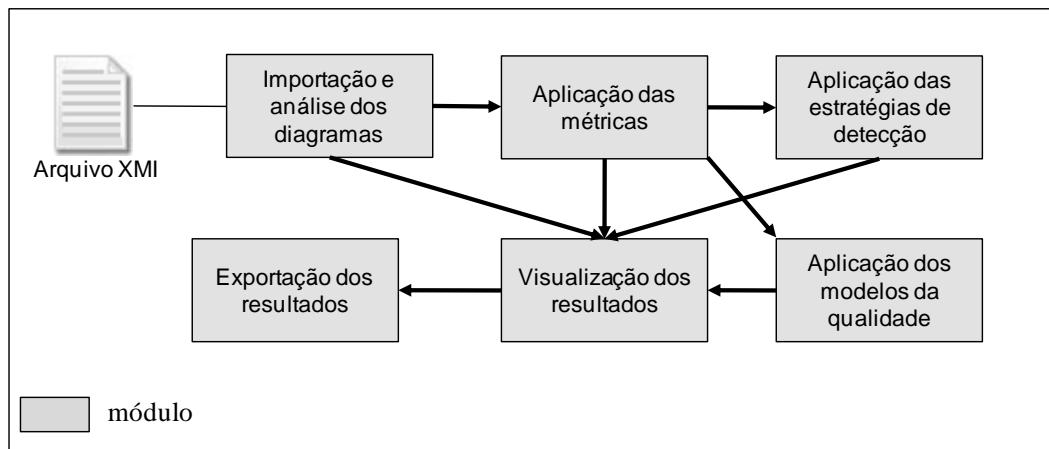 Importação e
análise dos
diagramas
Aplicação das
métricas
Aplicação das
estratégias de
detecção
Arquivo XMI
Exportação dos
resultados
Visualização dos
resultados
Aplicação dos
modelos da
qualidade
módulo